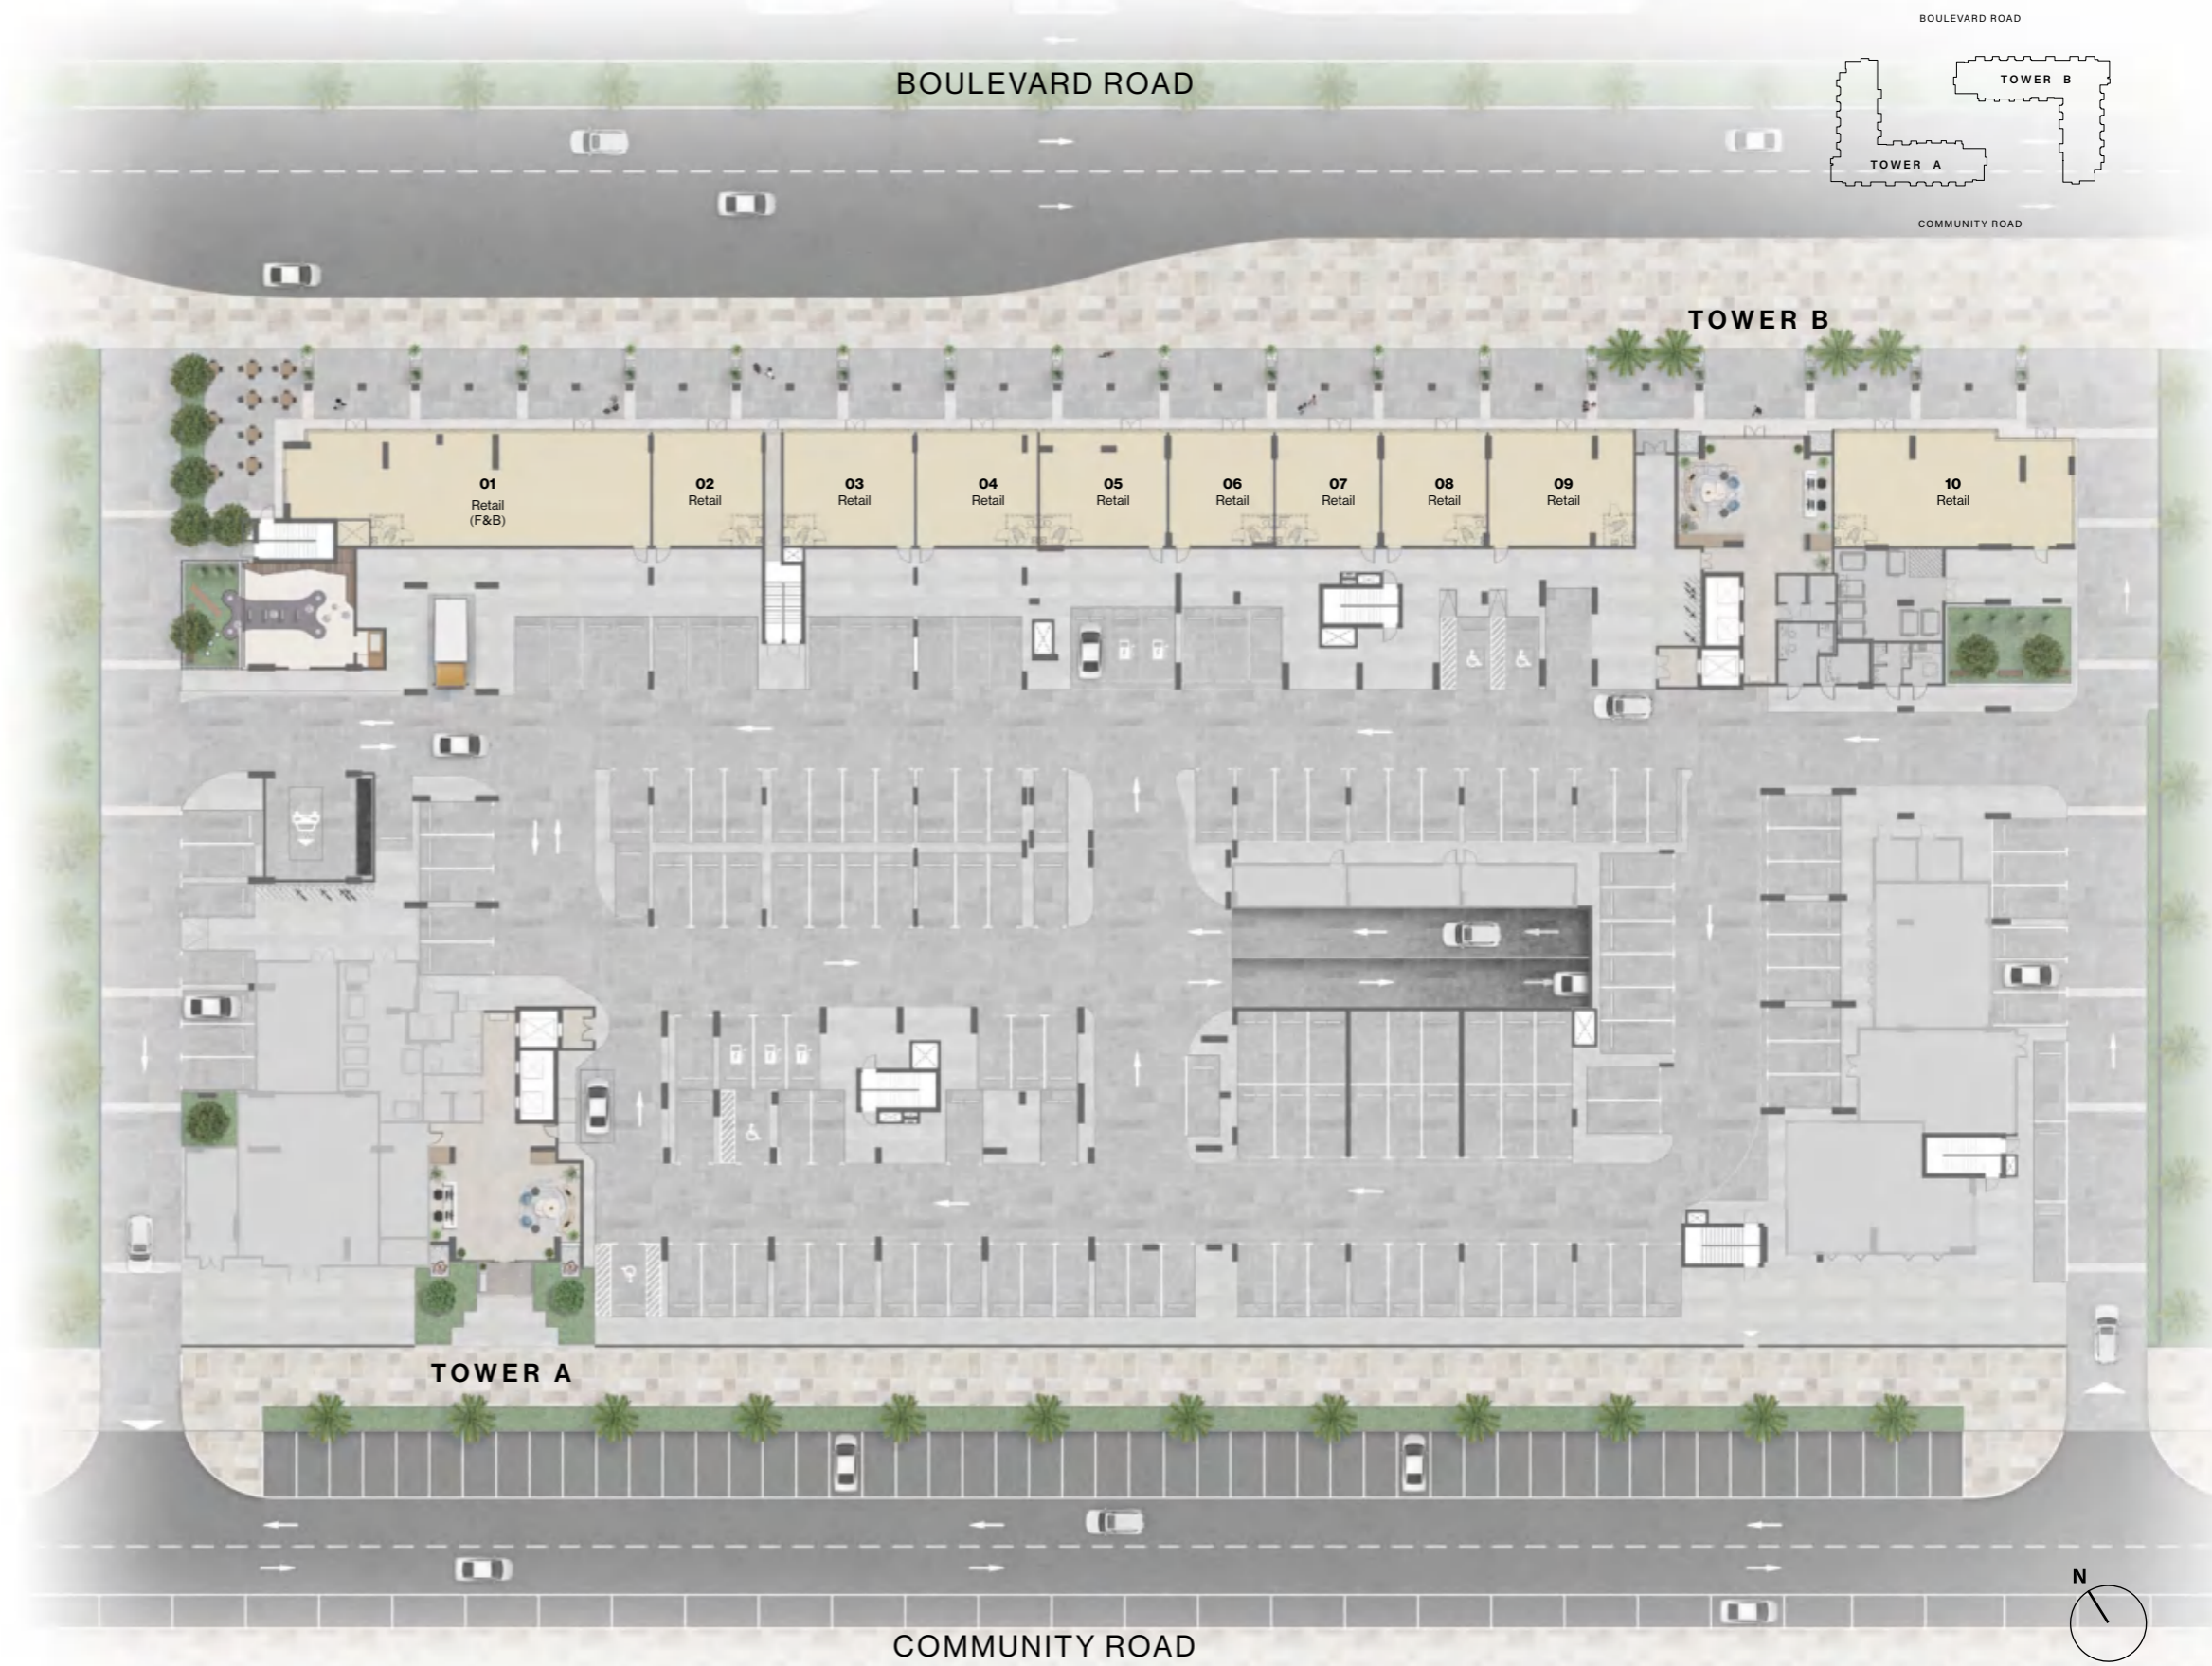 BOULEVARD ROAD
BOULEVARD ROAD
TOWER B
TOWER A
COMMUNITY ROAD
TOWER B
01
Retail
(F&B)
02
Retail
03
Retail
04
Retail
05
Retail
06
Retail
07
Retail
08
Retail
09
Retail
10
Retail
TOWER A
N
COMMUNITY ROAD